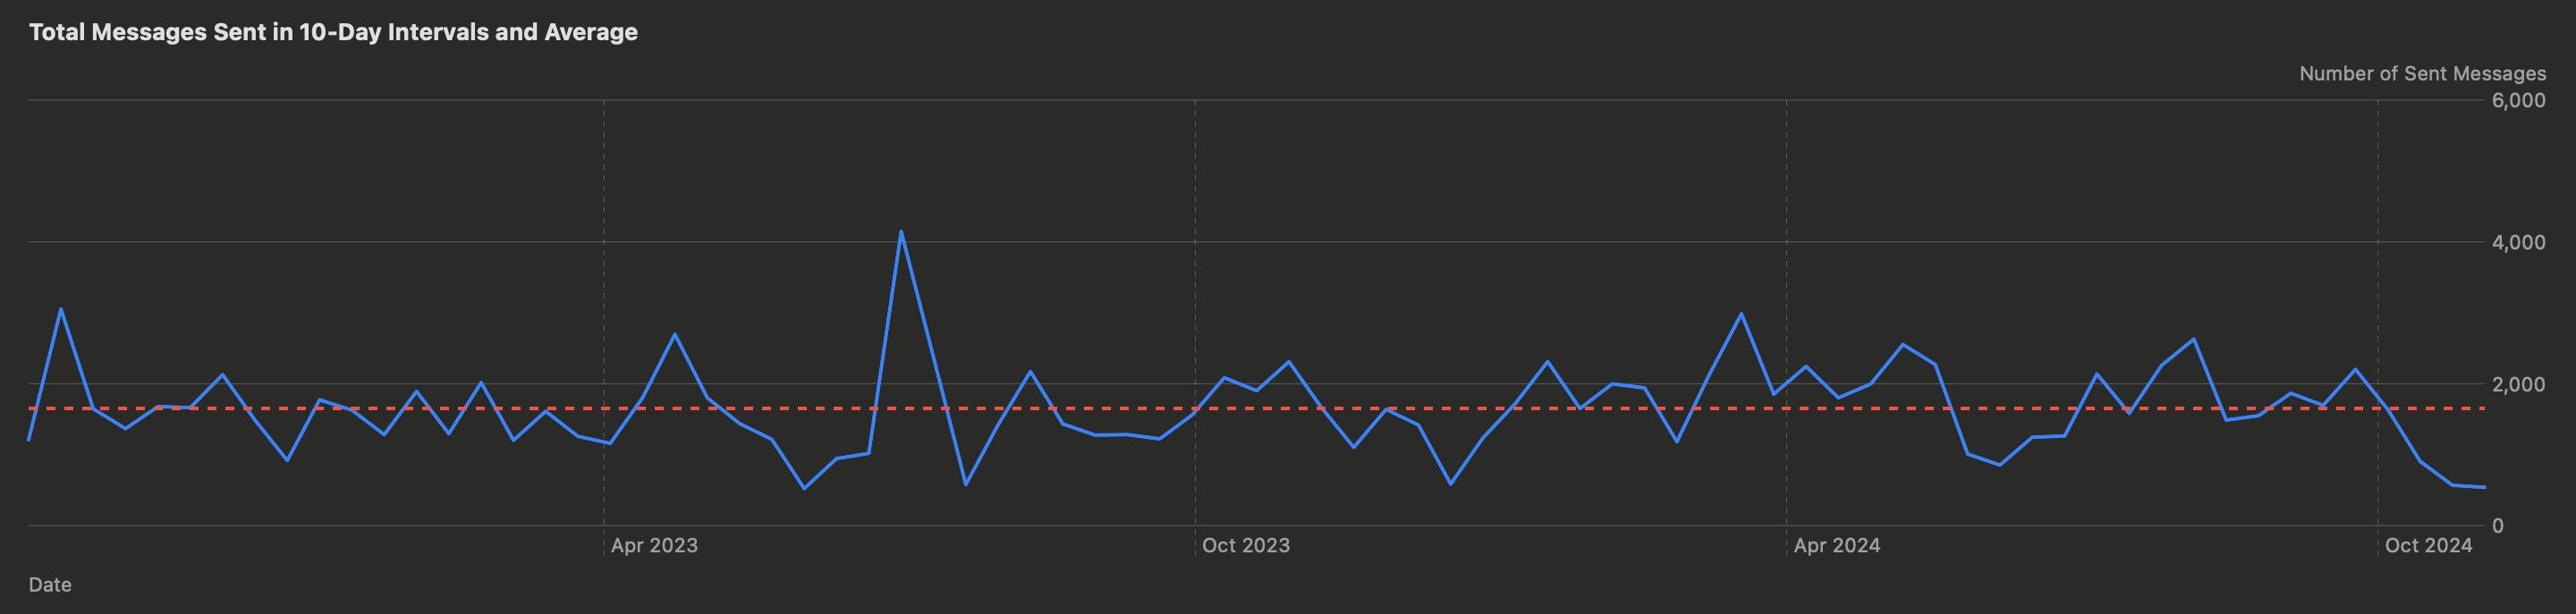 Total Messages Sent in 10-Day Intervals and Average
Number of Sent Messages
6,000
4,000
2,000
0
Apr 2023
Oct 2023
Apr 2024
Oct 2024
Date